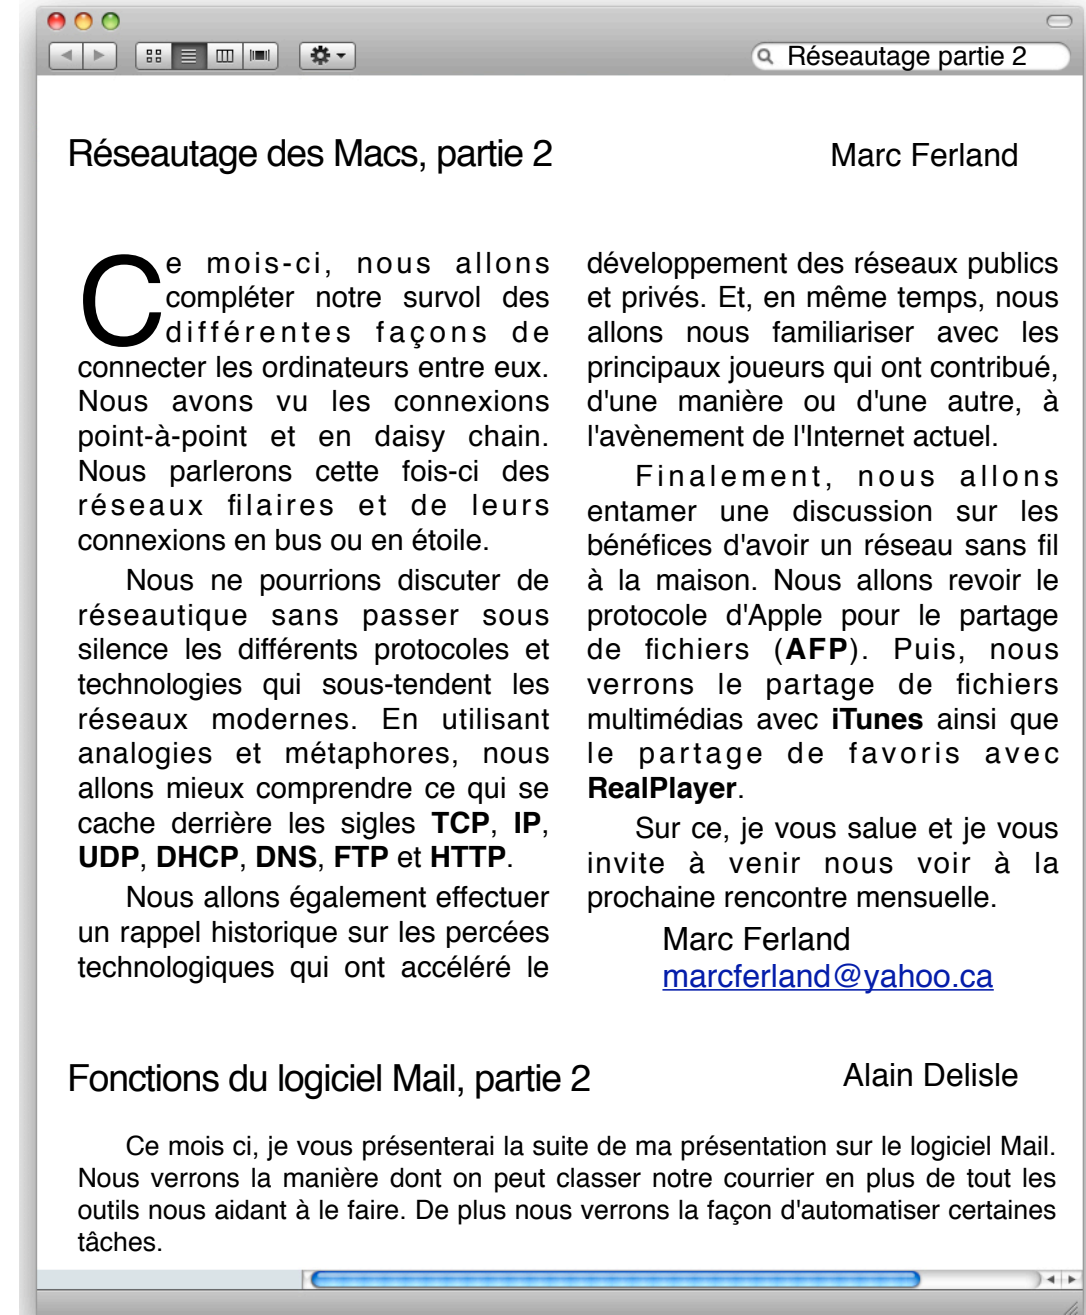 Réseautage partie 2
Réseautage des Macs, partie 2
Marc Ferland
Ce mois-ci, nous allons
compléter notre survol des
différentes façons de
connecter les ordinateurs entre eux.
Nous avons vu les connexions
point-à-point et en daisy chain.
Nous parlerons cette fois-ci des
réseaux filaires et de leurs
connexions en bus ou en étoile.
Nous ne pourrions discuter de
réseautique sans passer sous
silence les différents protocoles et
technologies qui sous-tendent les
réseaux modernes. En utilisant
analogies et métaphores, nous
allons mieux comprendre ce qui se
cache derrière les sigles TCP, IP,
UDP, DHCP, DNS, FTP et HTTP.
Nous allons également effectuer
un rappel historique sur les percées
technologiques qui ont accéléré le
développement des réseaux publics
et privés. Et, en même temps, nous
allons nous familiariser avec les
principaux joueurs qui ont contribué,
d'une manière ou d'une autre, à
l'avènement de l'Internet actuel.
Finalement, nous allons
entamer une discussion sur les
bénéfices d'avoir un réseau sans fil
à la maison. Nous allons revoir le
protocole d'Apple pour le partage
de fichiers (AFP). Puis, nous
verrons le partage de fichiers
multimédias avec iTunes ainsi que
le partage de favoris avec
RealPlayer.
Sur ce, je vous salue et je vous
invite à venir nous voir à la
prochaine rencontre mensuelle.
Marc Ferland
marcferland@yahoo.ca
Fonctions du logiciel Mail, partie 2
Alain Delisle
Ce mois ci, je vous présenterai la suite de ma présentation sur le logiciel Mail.
Nous verrons la manière dont on peut classer notre courrier en plus de tout les
outils nous aidant à le faire. De plus nous verrons la façon d'automatiser certaines
tâches.